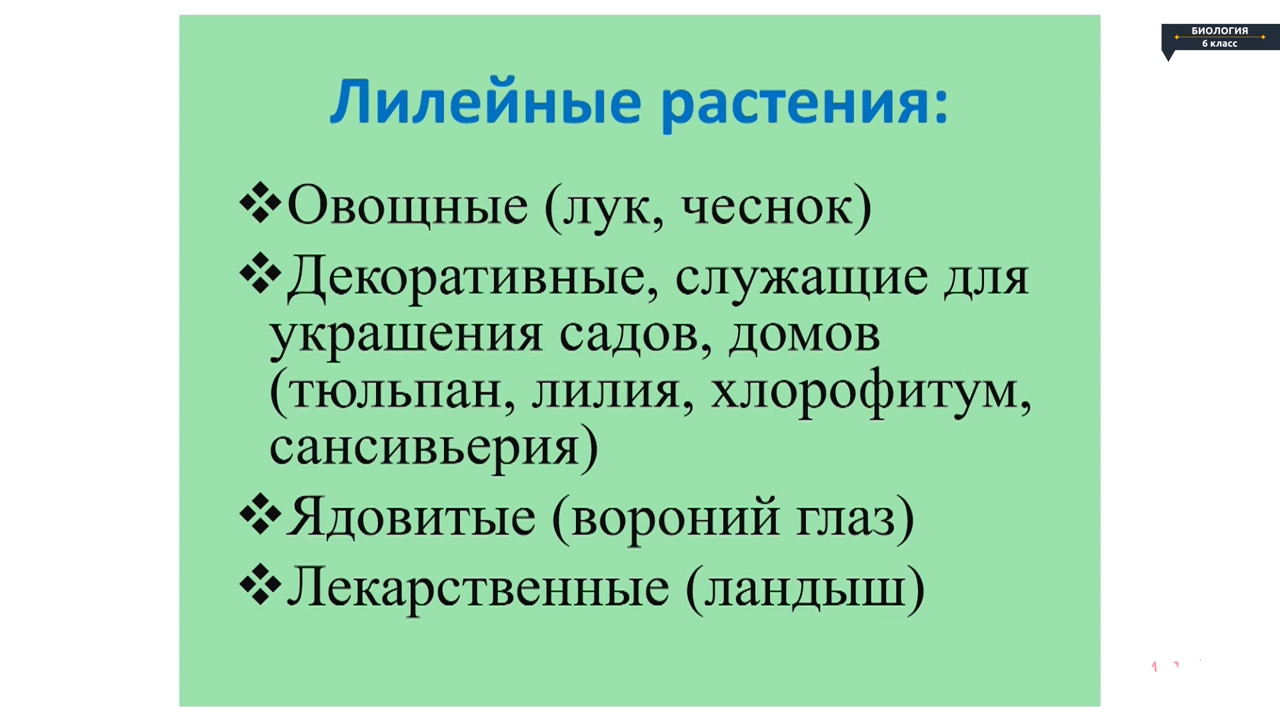 БИОЛОГИЯ
6 класс
Лилейные растения:
❖Овощные (лук, чеснок)
❖Декоративные, служащие для
украшения садов, домов
(тюльпан, лилия, хлорофитум,
сансивьерия)
❖Ядовитые (вороний глаз)
❖Лекарственные (ландыш)